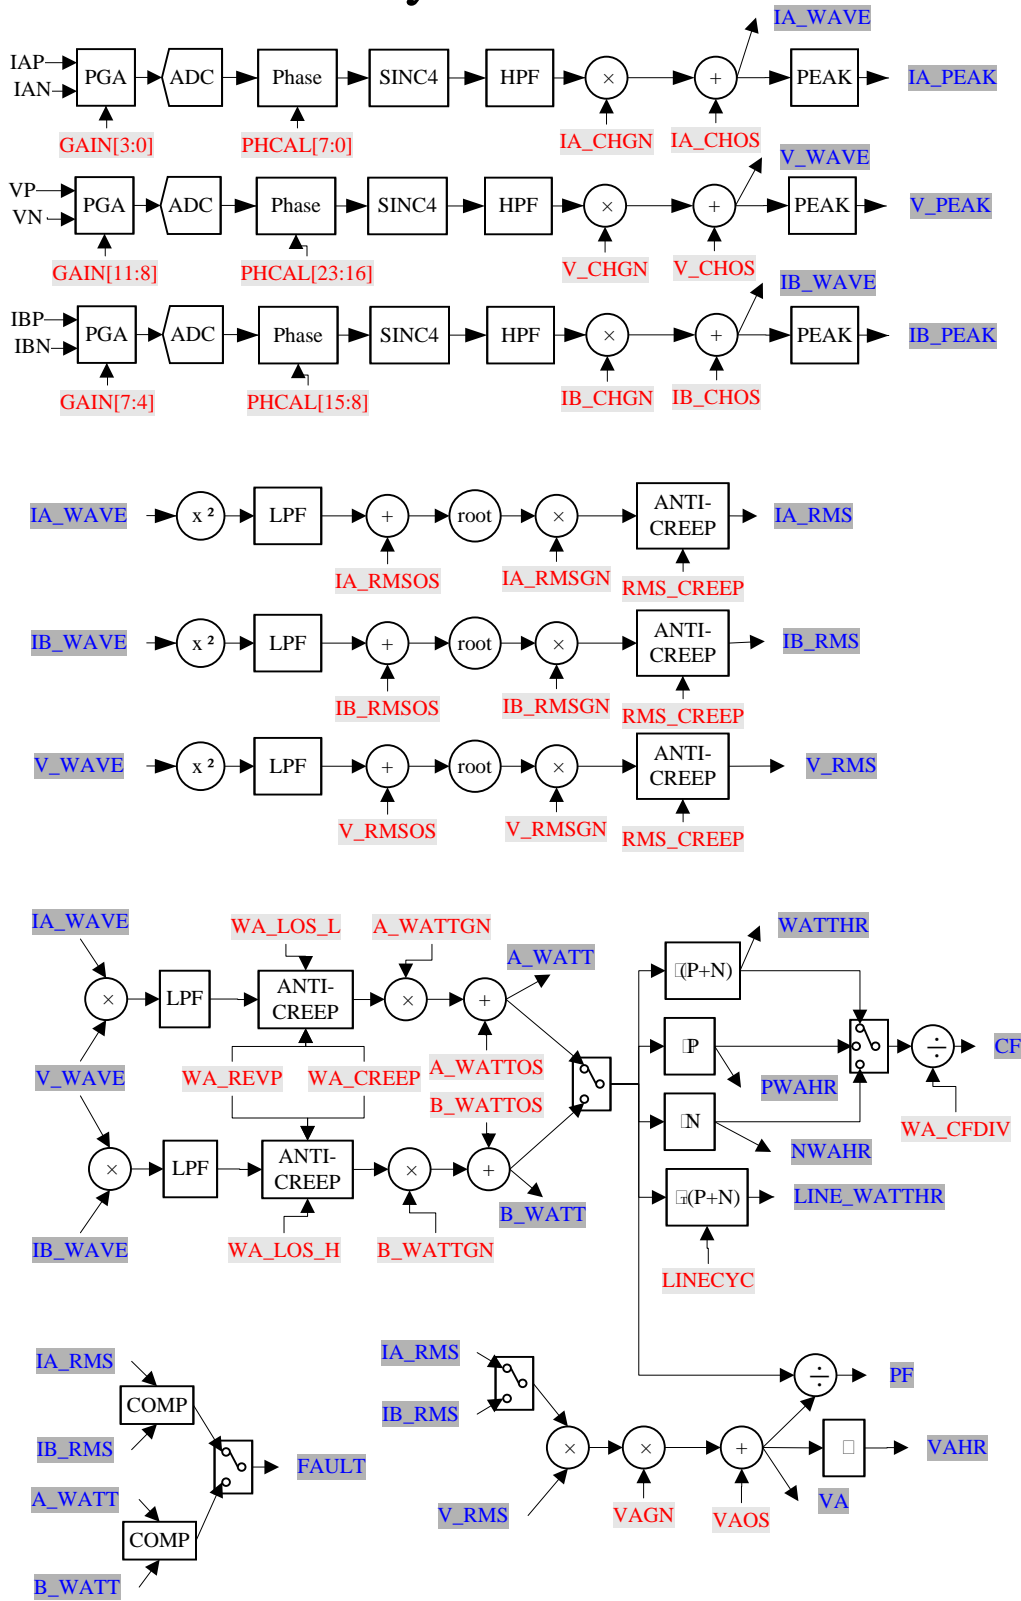 IA_WAVE
IAP
IAN
PGA
ADC
Phase
SINC4
HPF
×
+
PEAK
IA_PEAK
GAIN[3:0]
PHCAL[7:0]
IA_CHGN
IA_CHOS
V_WAVE
VP
VN
PGA
ADC
Phase
SINC4
HPF
×
+
PEAK
V_PEAK
GAIN[11:8]
PHCAL[23:16]
V_CHGN
V_CHOS
IB_WAVE
IBP
IBN
PGA
ADC
Phase
SINC4
HPF
×
+
PEAK
IB_PEAK
GAIN[7:4]
PHCAL[15:8]
IB_CHGN
IB_CHOS
IA_WAVE
x²
LPF
+
root
×
ANTI-
CREEP
IA_RMS
IA_RMSOS
IA_RMSGN
RMS_CREEP
IB_WAVE
x²
LPF
+
root
×
ANTI-
CREEP
IB_RMS
IB_RMSOS
IB_RMSGN
RMS_CREEP
V_WAVE
x²
LPF
+
root
×
ANTI-
CREEP
V_RMS
V_RMSOS
V_RMSGN
RMS_CREEP
IA_WAVE
WA_LOS_L
A_WATTGN
A_WATT
WATTHR
×
LPF
ANTI-
CREEP
×
+
(P+N)
V_WAVE
WA_REVP
WA_CREEP
A_WATTOS
B_WATTOS
P
PWAHR
÷
CF
WA_CFDIV
×
LPF
ANTI-
CREEP
×
+
N
NWAHR
IB_WAVE
WA_LOS_H
B_WATTGN
B_WATT
(P+N)
LINE_WATTHR
LINECYC
IA_RMS
COMP
IB_RMS
A_WATT
COMP
B_WATT
FAULT
IA_RMS
IB_RMS
V_RMS
×
×
+
÷
PF
VAHR
VA
VAGN
VAOS